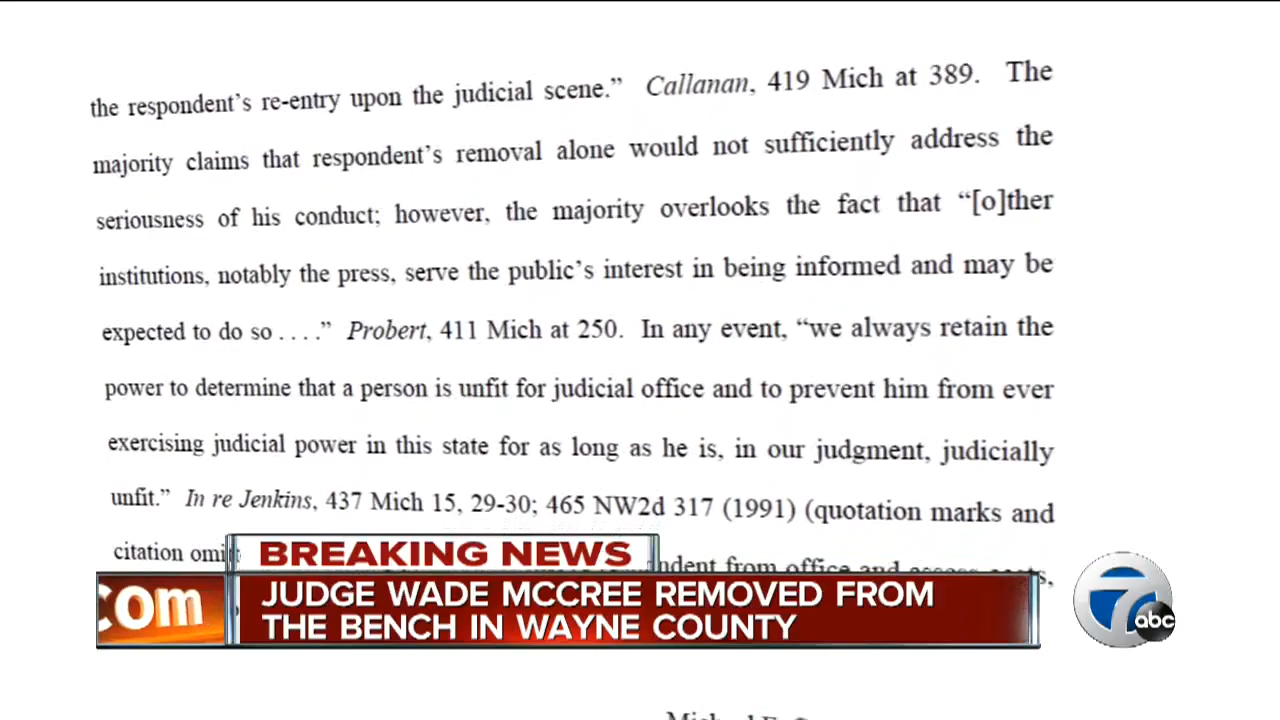 the respondent’s re-entry upon the judicial scene.” Callanan, 419 Mich at 389. The
majority claims that respondent’s removal alone would not sufficiently address the
seriousness of his conduct; however, the majority overlooks the fact that “[o]ther
institutions, notably the press, serve the public’s interest in being informed and may be
expected to do so . . . .” Probert, 411 Mich at 250. In any event, “we always retain the
power to determine that a person is unfit for judicial office and to prevent him from ever
exercising judicial power in this state for as long as he is, in our judgment, judicially
unfit.” In re Jenkins, 437 Mich 15, 29-30; 465 NW2d 317 (1991) (quotation marks and
citation from office and
BREAKING NEWS
com
JUDGE WADE MCCREE REMOVED FROM
THE BENCH IN WAYNE COUNTY
7 abc